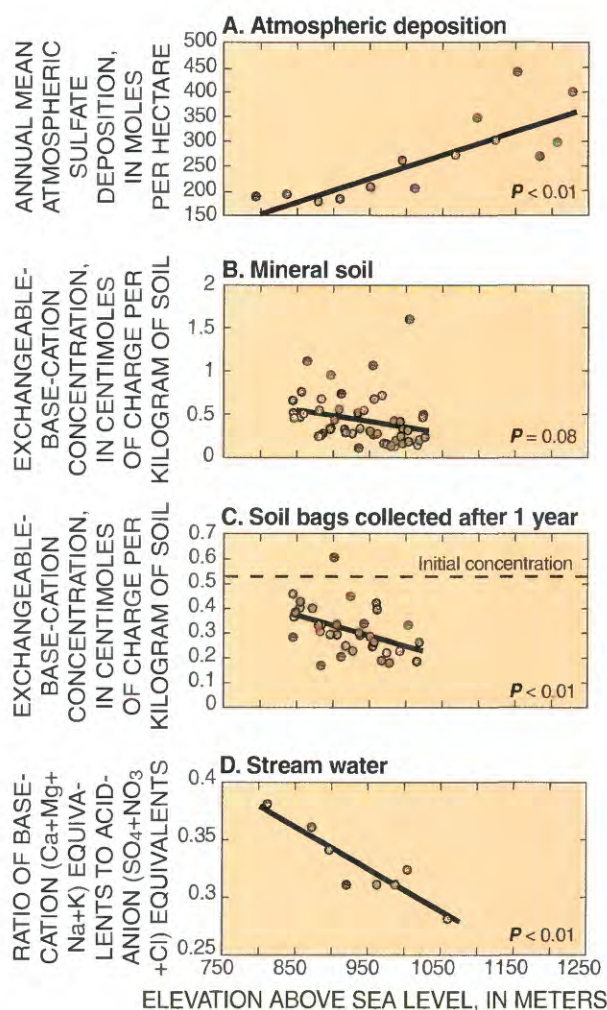 A. Atmospheric deposition
ANNUAL MEAN
ATMOSPHERIC
SULFATE
DEPOSITION,
IN MOLES
PER HECTARE
500
450
400
350
300
250
200
150
P < 0.01
B. Mineral soil
EXCHANGEABLE-
BASE-CATION
CONCENTRATION,
IN CENTIMOLES
OF CHARGE PER
KILOGRAM OF SOIL
2
1.5
1
0.5
0
P = 0.08
C. Soil bags collected after 1 year
EXCHANGEABLE-
BASE-CATION
CONCENTRATION,
IN CENTIMOLES
OF CHARGE PER
KILOGRAM OF SOIL
0.7
0.6
0.5
0.4
0.3
0.2
0.1
0
Initial concentration
P < 0.01
D. Stream water
RATIO OF BASE-
CATION (Ca+Mg+
Na+K) EQUIVA-
LENTS TO ACID-
ANION (SO4+NO3
+Cl) EQUIVALENTS
0.4
0.35
0.3
0.25
P < 0.01
750 850 950 1050 1150 1250
ELEVATION ABOVE SEA LEVEL, IN METERS